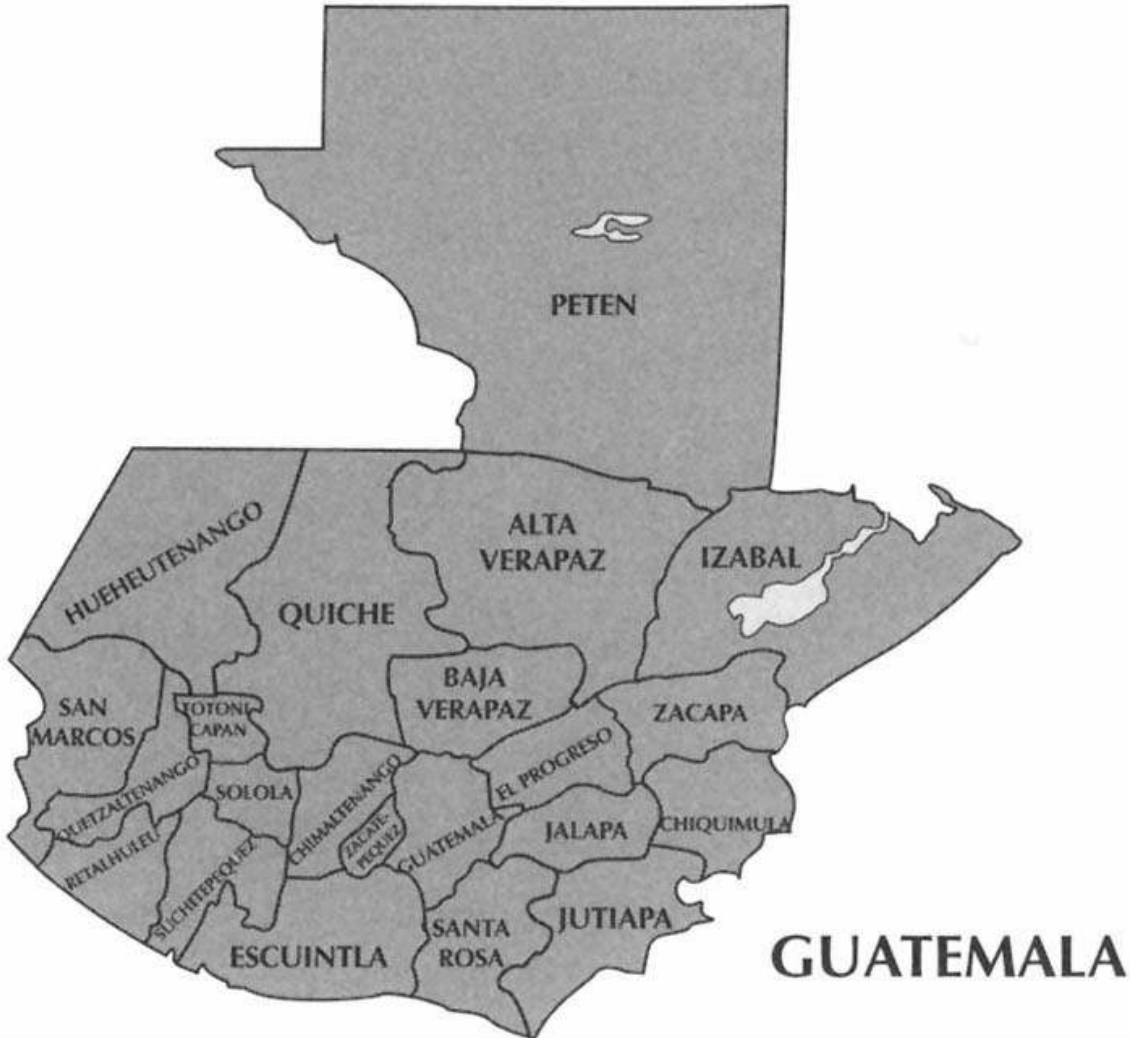 PETEN
HUEHEUTENANGO
ALTA
VERAPAZ
IZABAL
QUICHE
BAJA
VERAPAZ
SAN
MARCOS
TOTONI
CAPAN
ZACAPA
QUETZALTENANGO
SOLOLA
CHIMALTENANGO
EL PROGRESO
ZACATE-
PEQUEZ
GUATEMALA
JALAPA
CHIQUIMULA
RETALHULEU
SUCHITEPEQUEZ
ESCUINTLA
SANTA
ROSA
JUTIAPA
GUATEMALA